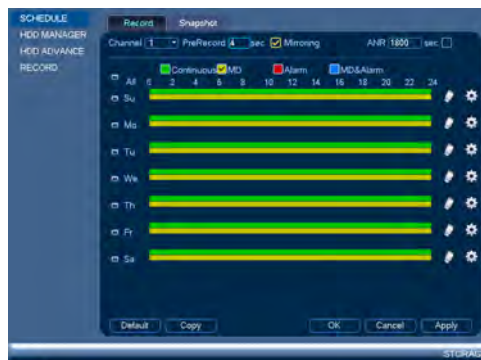 SCHEDULE
HDD MANAGER
HDD ADVANCE
RECORD
Record Snapshot
Channel 1 PreRecord 4 sec. Mirroring ANR 1800 sec.
Continuous MD Alarm MD&Alarm
All 0 2 4 6 8 10 12 14 16 18 20 22 24
Su
Mo
Tu
We
Th
Fr
Sa
Default Copy OK Cancel Apply
STORAG